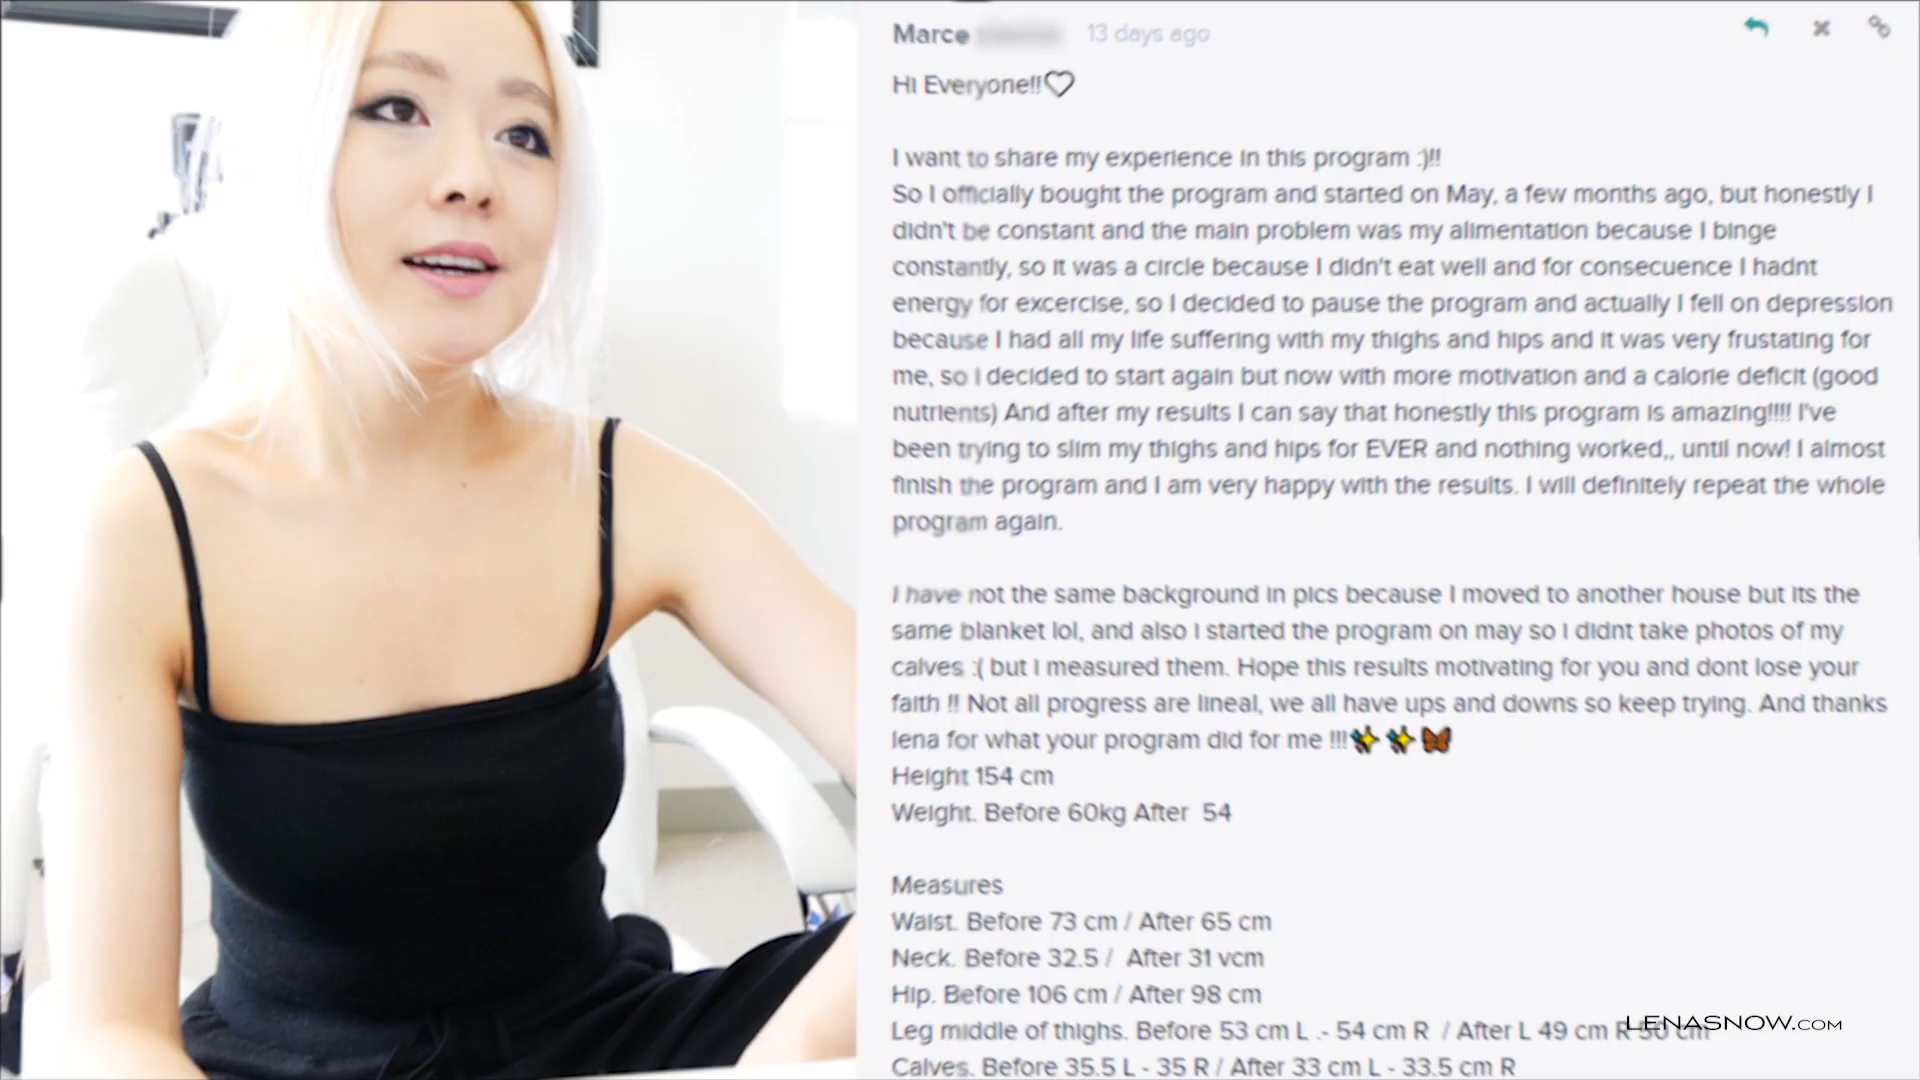 Marce 13 days ago
Hi Everyone!!♡
I want to share my experience in this program :)!!
So I officially bought the program and started on May, a few months ago, but honestly I
didn't be constant and the main problem was my alimentation because I binge
constantly, so it was a circle because I didn't eat well and for consecuence I hadnt
energy for excercise, so I decided to pause the program and actually I fell on depression
because I had all my life suffering with my thighs and hips and it was very frustating for
me, so I decided to start again but now with more motivation and a calorie deficit (good
nutrients) And after my results I can say that honestly this program is amazing!!!! I've
been trying to slim my thighs and hips for EVER and nothing worked,, until now! I almost
finish the program and I am very happy with the results. I will definitely repeat the whole
program again.
I have not the same background in pics because I moved to another house but its the
same blanket lol, and also i started the program on may so I didnt take photos of my
calves :( but I measured them. Hope this results motivating for you and dont lose your
faith !! Not all progress are lineal, we all have ups and downs so keep trying. And thanks
lena for what your program did for me !!!✨✨🦋
Height 154 cm
Weight. Before 60kg After 54
Measures
Waist. Before 73 cm / After 65 cm
Neck. Before 32.5 / After 31 vcm
Hip. Before 106 cm / After 98 cm
Leg middle of thighs. Before 53 cm L .- 54 cm R / After L 49 cm R 50 cm
LENASNOW.COM
Calves. Before 35.5 L - 35 R / After 33 cm L - 33.5 cm R